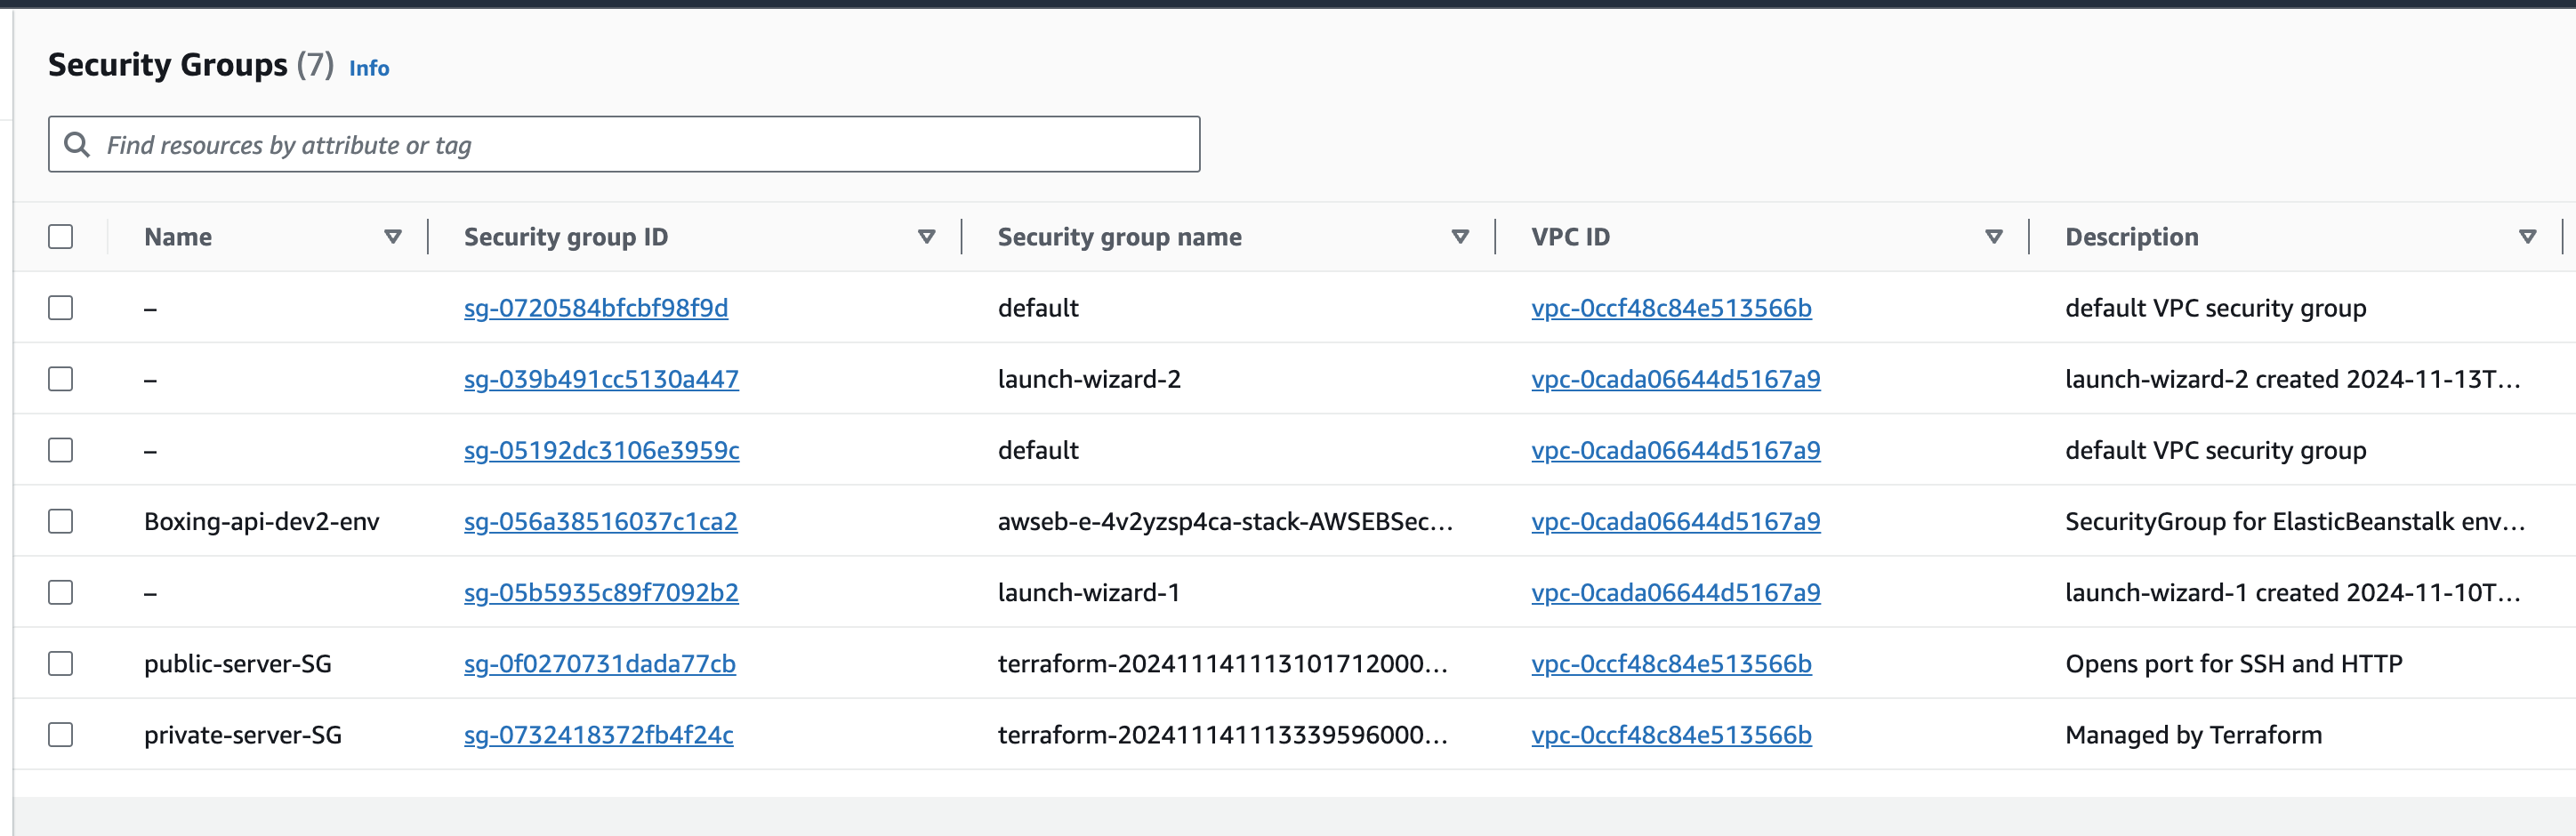 Security Groups (7) Info
Find resources by attribute or tag
Name Security group ID Security group name VPC ID Description
– sg-0720584bfcbf98f9d default vpc-0ccf48c84e513566b default VPC security group
– sg-039b491cc5130a447 launch-wizard-2 vpc-0cada06644d5167a9 launch-wizard-2 created 2024-11-13T...
– sg-05192dc3106e3959c default vpc-0cada06644d5167a9 default VPC security group
Boxing-api-dev2-env sg-056a38516037c1ca2 awseb-e-4v2yzsp4ca-stack-AWSEBSec... vpc-0cada06644d5167a9 SecurityGroup for ElasticBeanstalk env...
– sg-05b5935c89f7092b2 launch-wizard-1 vpc-0cada06644d5167a9 launch-wizard-1 created 2024-11-10T...
public-server-SG sg-0f0270731dada77cb terraform-202411141113101712000... vpc-0ccf48c84e513566b Opens port for SSH and HTTP
private-server-SG sg-0732418372fb4f24c terraform-202411141113339596000... vpc-0ccf48c84e513566b Managed by Terraform